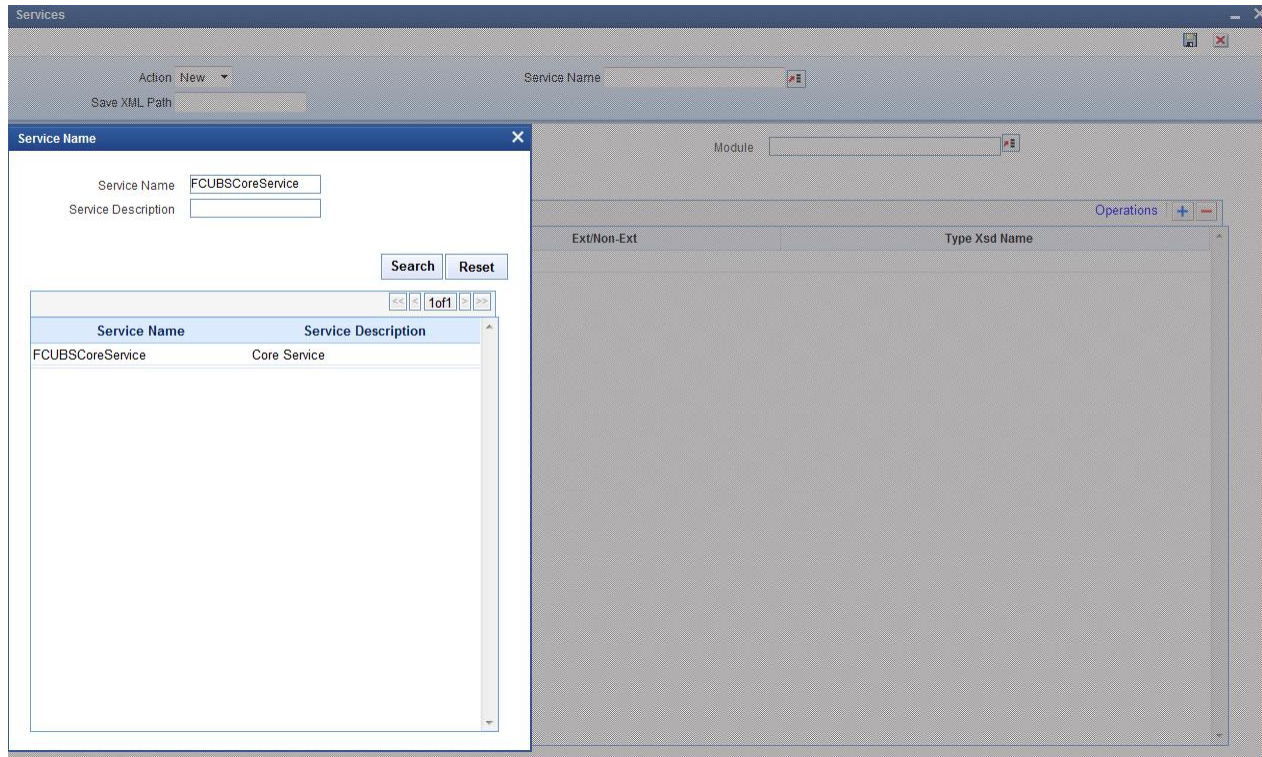 Services
Action New
Service Name
Save XML Path
Service Name
Module
Service Name FCUBSCoreService
Service Description
Operations
Ext/Non-Ext Type Xsd Name
Search Reset
<< < 1of1 > >>
Service Name Service Description
FCUBSCoreService Core Service